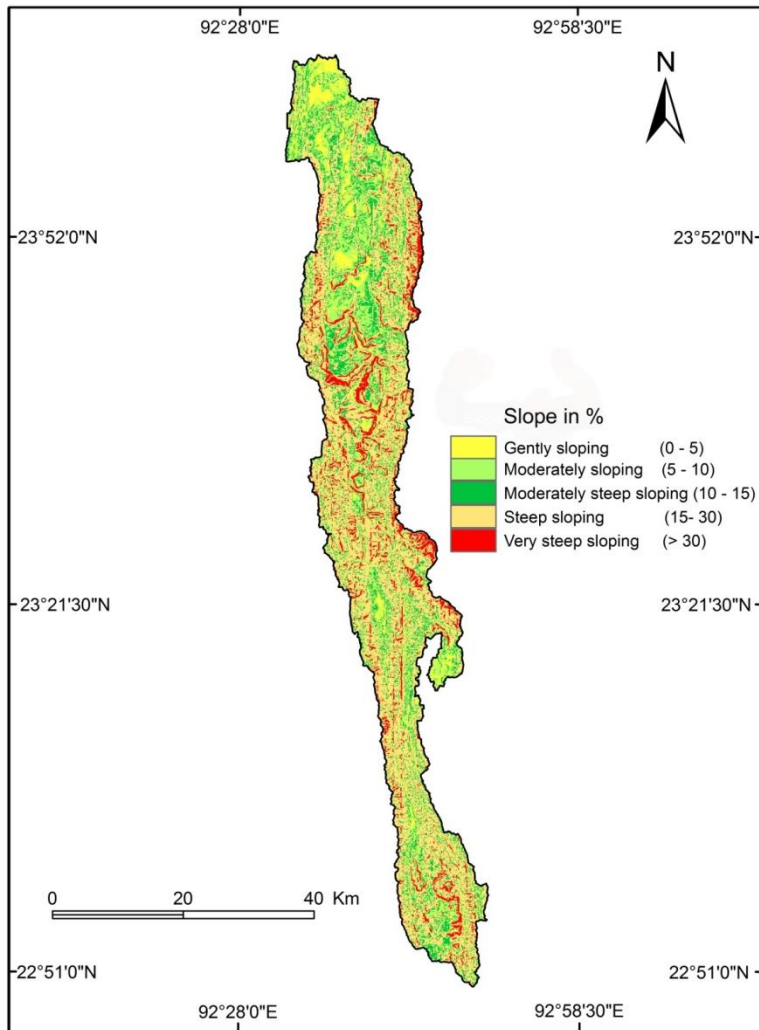 92°28'0"E 92°58'30"E
N
23°52'0"N 23°52'0"N
Slope in %
Gently sloping (0 - 5)
Moderately sloping (5 - 10)
Moderately steep sloping (10 - 15)
Steep sloping (15- 30)
Very steep sloping (> 30)
23°21'30"N 23°21'30"N
0 20 40 Km
22°51'0"N 22°51'0"N
92°28'0"E 92°58'30"E